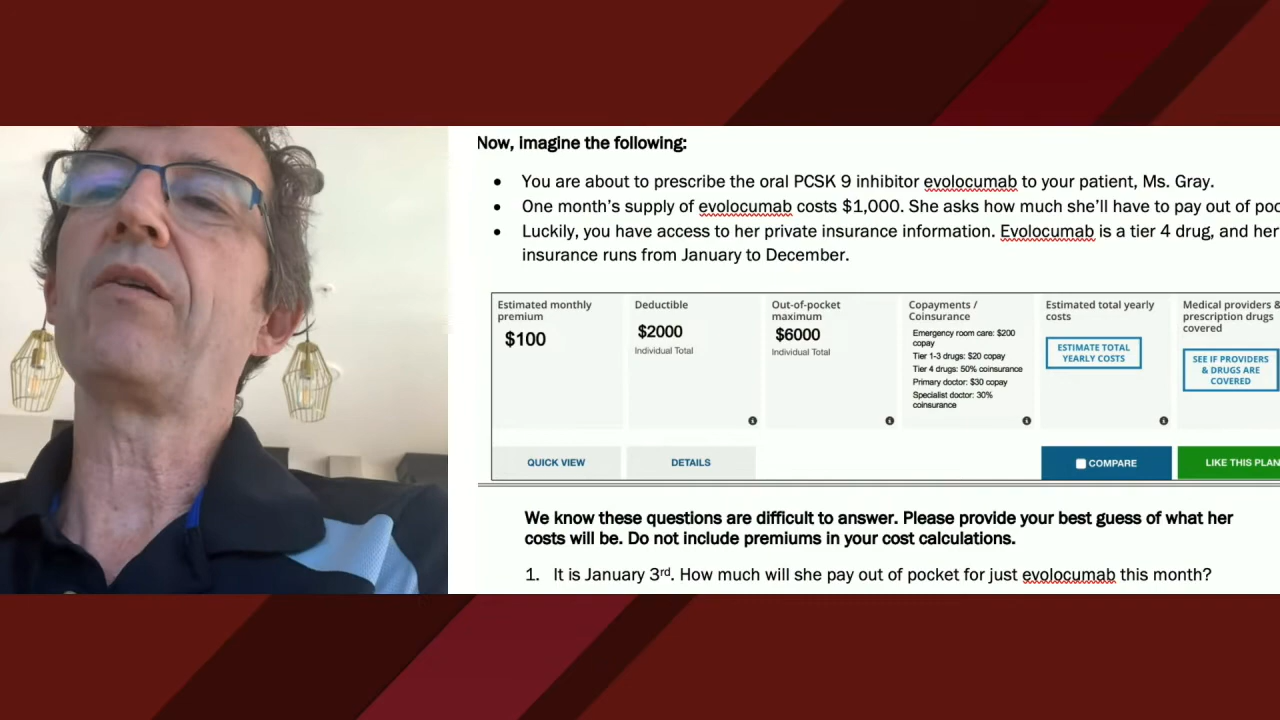 Now, imagine the following:
• You are about to prescribe the oral PCSK 9 inhibitor evolocumab to your patient, Ms. Gray.
• One month’s supply of evolocumab costs $1,000. She asks how much she’ll have to pay out of
• Luckily, you have access to her private insurance information. Evolocumab is a tier 4 drug, and her
insurance runs from January to December.
Estimated monthly
premium
$100
Deductible
$2000
Individual Total
Out-of-pocket
maximum
$6000
Individual Total
Copayments /
Coinsurance
Emergency room care: $200
copay
Tier 1-3 drugs: $20 copay
Tier 4 drugs: 50% coinsurance
Primary doctor: $30 copay
Specialist doctor: 30%
coinsurance
Estimated total yearly
costs
ESTIMATE TOTAL
YEARLY COSTS
Medical providers &
prescription drugs
covered
SEE IF PROVIDERS
& DRUGS ARE
COVERED
QUICK VIEW
DETAILS
COMPARE
LIKE THIS PLAN
We know these questions are difficult to answer. Please provide your best guess of what her
costs will be. Do not include premiums in your cost calculations.
1. It is January 3rd. How much will she pay out of pocket for just evolocumab this month?